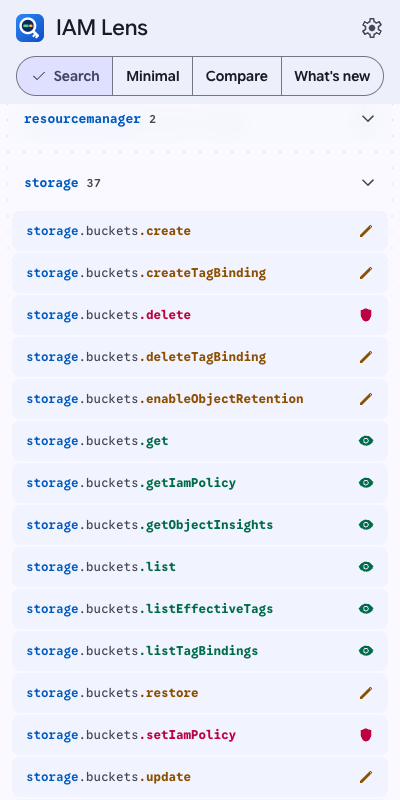 IAM Lens
Search
Minimal
Compare
What's new
resourcemanager 2
storage 37
storage.buckets.create
storage.buckets.createTagBinding
storage.buckets.delete
storage.buckets.deleteTagBinding
storage.buckets.enableObjectRetention
storage.buckets.get
storage.buckets.getIamPolicy
storage.buckets.getObjectInsights
storage.buckets.list
storage.buckets.listEffectiveTags
storage.buckets.listTagBindings
storage.buckets.restore
storage.buckets.setIamPolicy
storage.buckets.update